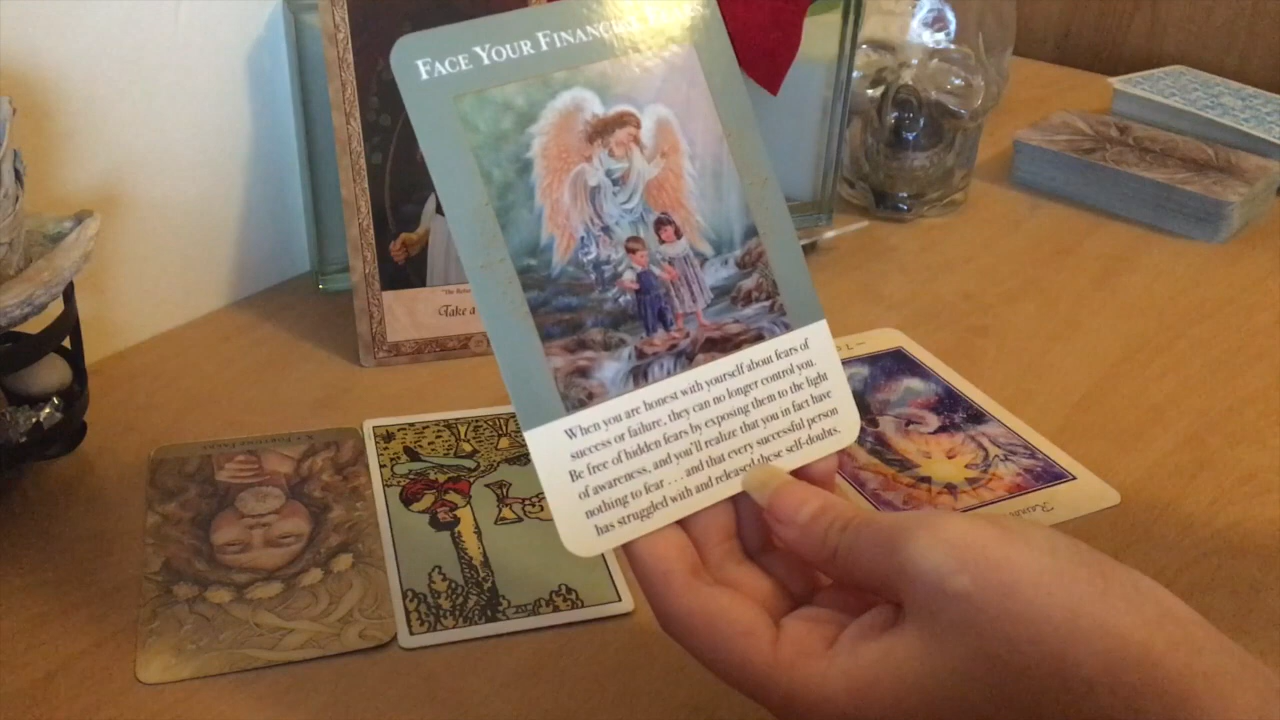 FACE YOUR FINANCIAL
When you are honest with yourself about fears of
success or failure, they can no longer control you.
Be free of hidden fears by exposing them to the light
of awareness, and you'll realize that you in fact have
nothing to fear . . . and that every successful person
has struggled with and released these self-doubts.
Take a